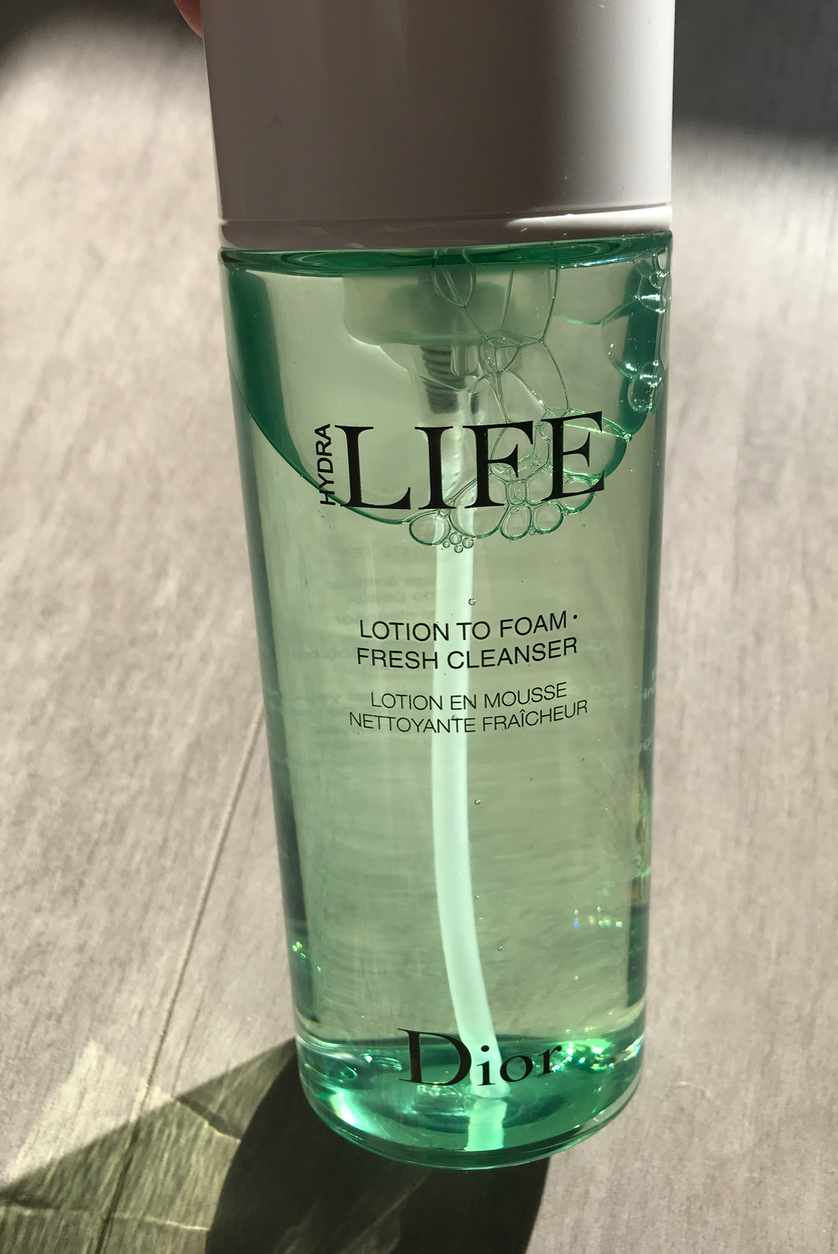 HYDRA
LIFE
LOTION TO FOAM•
FRESH CLEANSER
LOTION EN MOUSSE
NETTOYANTE FRAÎCHEUR
Dior